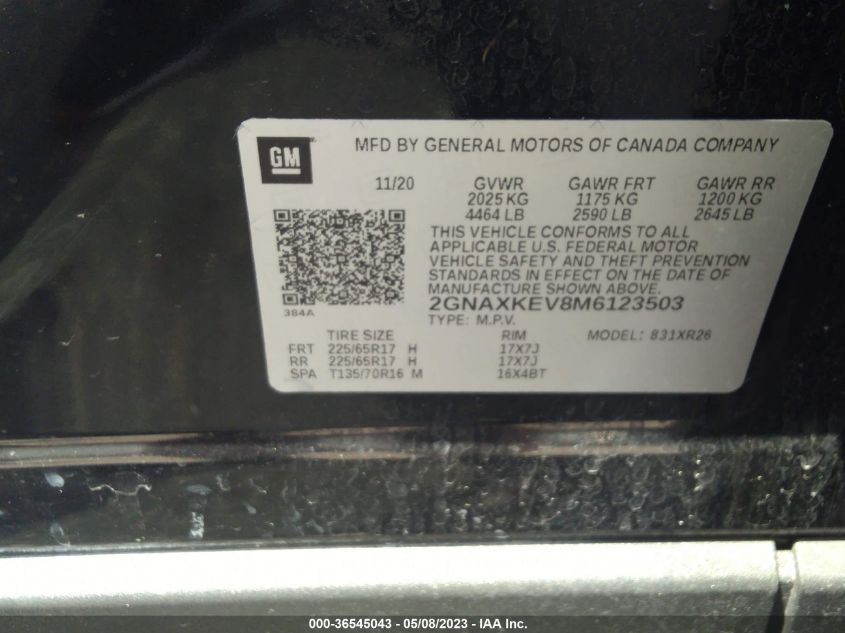 GM
MFD BY GENERAL MOTORS OF CANADA COMPANY
11/20 GVWR GAWR FRT GAWR RR
2025 KG 1175 KG 1200 KG
4464 LB 2590 LB 2645 LB
THIS VEHICLE CONFORMS TO ALL
APPLICABLE U.S. FEDERAL MOTOR
VEHICLE SAFETY AND THEFT PREVENTION
STANDARDS IN EFFECT ON THE DATE OF
MANUFACTURE SHOWN ABOVE.
2GNAXKEV8M6123503
384A
TYPE: M.P.V.
TIRE SIZE RIM MODEL: 831XR26
FRT 225/65R17 H 17X7J
RR 225/65R17 H 17X7J
SPA T135/70R16 M 16X4BT
000-36545043 - 05/08/2023 - IAA Inc.